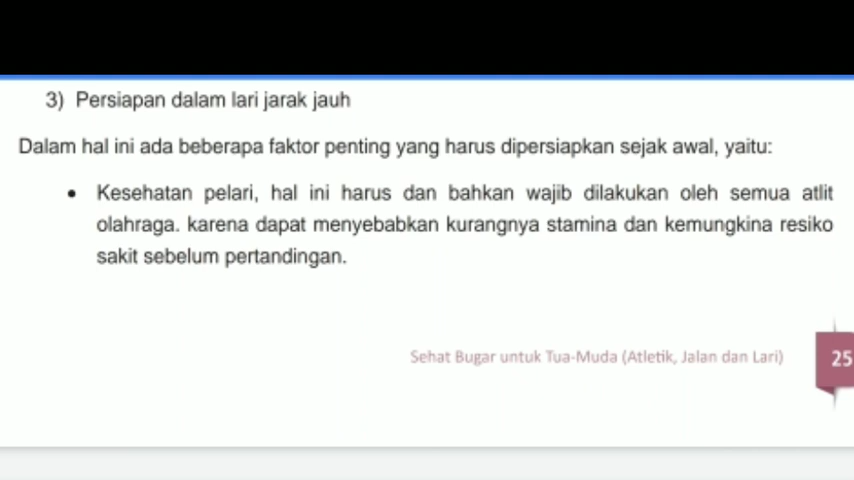 3) Persiapan dalam lari jarak jauh
Dalam hal ini ada beberapa faktor penting yang harus dipersiapkan sejak awal, yaitu:
• Kesehatan pelari, hal ini harus dan bahkan wajib dilakukan oleh semua atlit
olahraga. karena dapat menyebabkan kurangnya stamina dan kemungkina resiko
sakit sebelum pertandingan.
Sehat Bugar untuk Tua-Muda (Atletik, Jalan dan Lari)
25